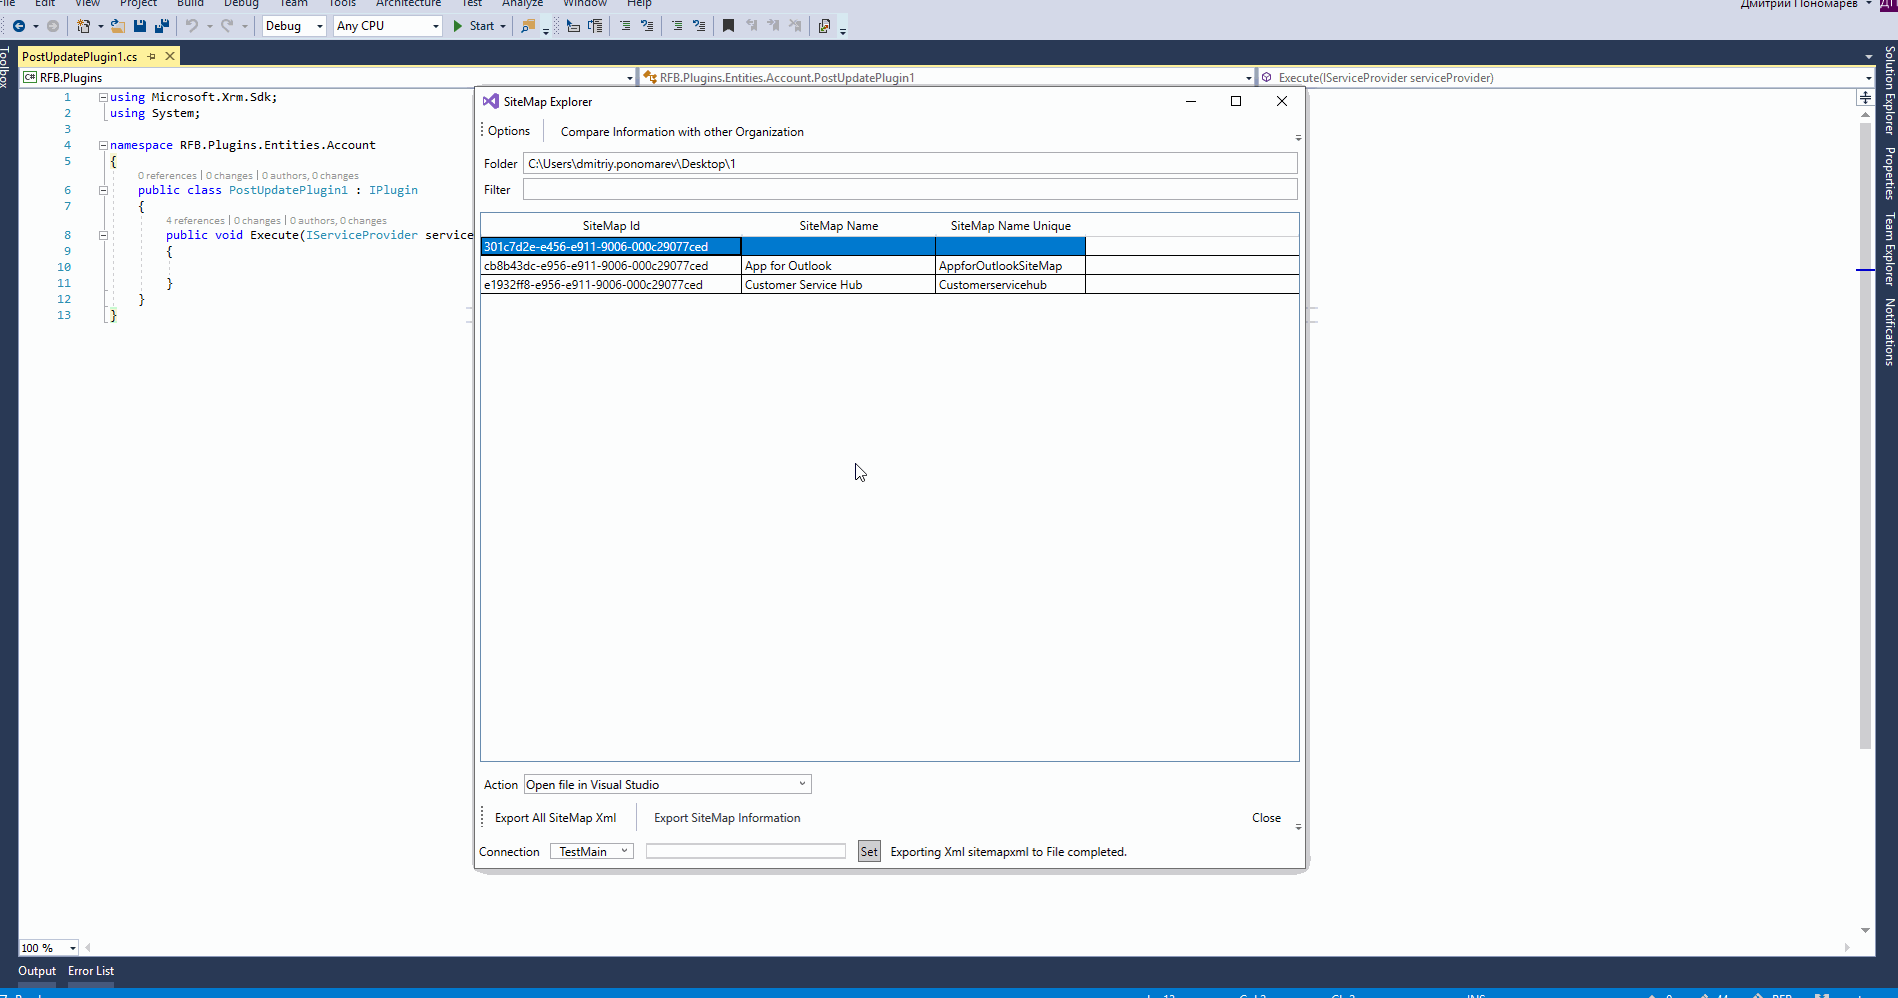 File Edit View Project Build Debug Team Tools Architecture Test Analyze Window Help
Дмитрий Пономарев
Debug Any CPU Start
PostUpdatePlugin1.cs
RFB.Plugins RFB.Plugins.Entities.Account.PostUpdatePlugin1 Execute(IServiceProvider serviceProvider)
Toolbox
1 using Microsoft.Xrm.Sdk;
2 using System;
3
4 namespace RFB.Plugins.Entities.Account
5 {
0 references | 0 changes | 0 authors, 0 changes
6 public class PostUpdatePlugin1 : IPlugin
7 {
4 references | 0 changes | 0 authors, 0 changes
8 public void Execute(IServiceProvider service
9 {
10
11 }
12 }
13 }
SiteMap Explorer
Options Compare Information with other Organization
Folder C:\Users\dmitriy.ponomarev\Desktop\1
Filter
SiteMap Id SiteMap Name SiteMap Name Unique
301c7d2e-e456-e911-9006-000c29077ced
cb8b43dc-e956-e911-9006-000c29077ced App for Outlook AppforOutlookSiteMap
e1932ff8-e956-e911-9006-000c29077ced Customer Service Hub Customerservicehub
Action Open file in Visual Studio
Export All SiteMap Xml Export SiteMap Information Close
Connection TestMain Set Exporting Xml sitemapxml to File completed.
Solution Explorer
Properties
Team Explorer
Notifications
100 %
Output Error List